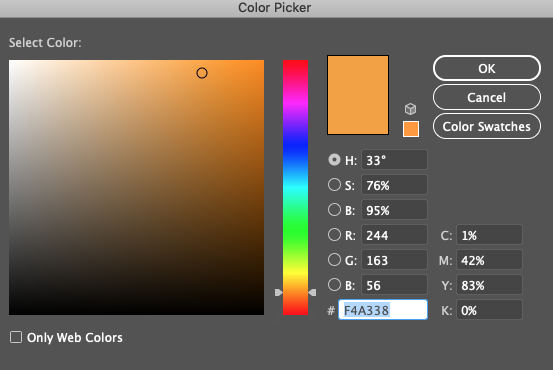 Color Picker
Select Color:
OK
Cancel
Color Swatches
H: 33°
S: 76%
B: 95%
R: 244 C: 1%
G: 163 M: 42%
B: 56 Y: 83%
# F4A338 K: 0%
Only Web Colors